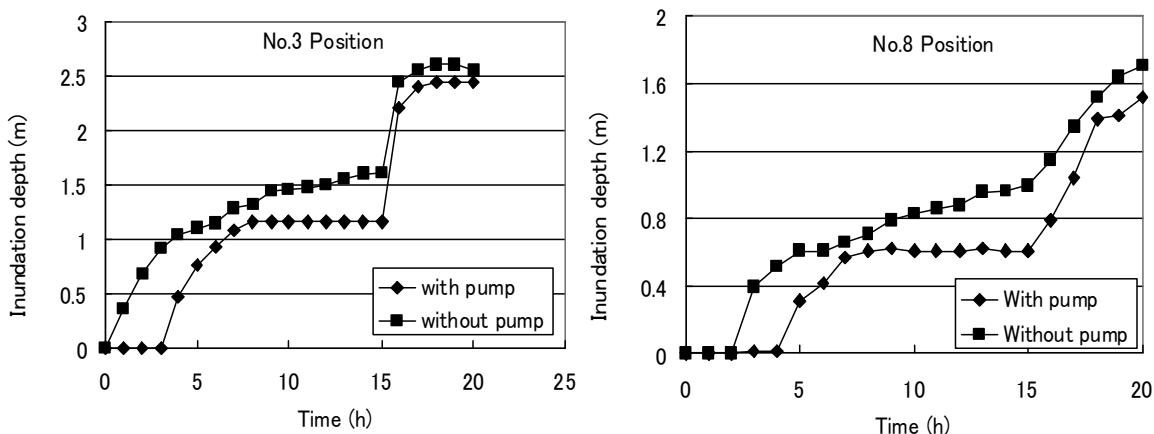 No.3 Position
Inundation depth (m)
3
2.5
2
1.5
1
0.5
0
0
5
10
15
20
25
Time (h)
with pump
without pump
No.8 Position
Inundation depth (m)
2
1.6
1.2
0.8
0.4
0
0
5
10
15
20
Time (h)
With pump
Without pump